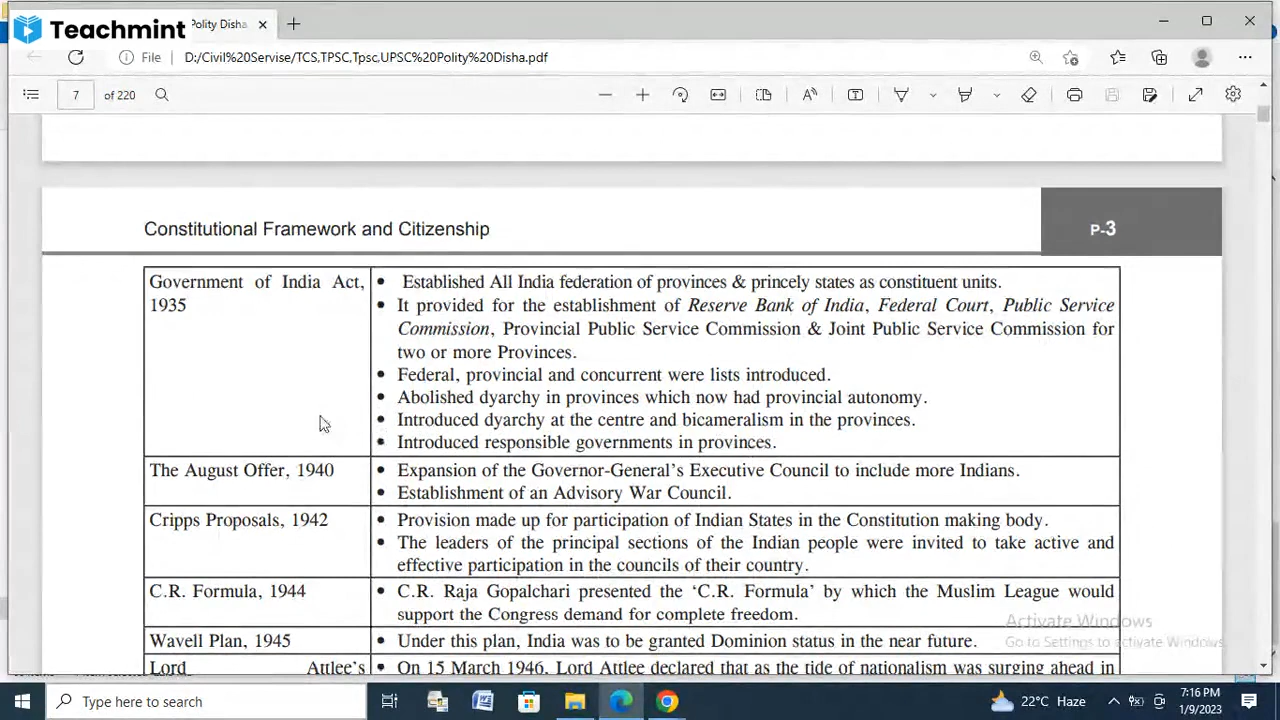 Teachmint
Polity Disha
File D:/Civil%20Servise/TCS,TPSC,Tpsc,UPSC%20Polity%20Disha.pdf
7 of 220
Constitutional Framework and Citizenship P-3
Government of India Act,
1935
• Established All India federation of provinces & princely states as constituent units.
• It provided for the establishment of Reserve Bank of India, Federal Court, Public Service
Commission, Provincial Public Service Commission & Joint Public Service Commission for
two or more Provinces.
• Federal, provincial and concurrent were lists introduced.
• Abolished dyarchy in provinces which now had provincial autonomy.
• Introduced dyarchy at the centre and bicameralism in the provinces.
• Introduced responsible governments in provinces.
The August Offer, 1940
• Expansion of the Governor-General's Executive Council to include more Indians.
• Establishment of an Advisory War Council.
Cripps Proposals, 1942
• Provision made up for participation of Indian States in the Constitution making body.
• The leaders of the principal sections of the Indian people were invited to take active and
effective participation in the councils of their country.
C.R. Formula, 1944
• C.R. Raja Gopalchari presented the 'C.R. Formula' by which the Muslim League would
support the Congress demand for complete freedom.
Wavell Plan, 1945
• Under this plan, India was to be granted Dominion status in the near future.
Lord Attlee's
• On 15 March 1946, Lord Attlee declared that as the tide of nationalism was surging ahead in
Activate Windows
Go to Settings to activate Windows.
Type here to search
22°C Haze
7:16 PM
1/9/2023